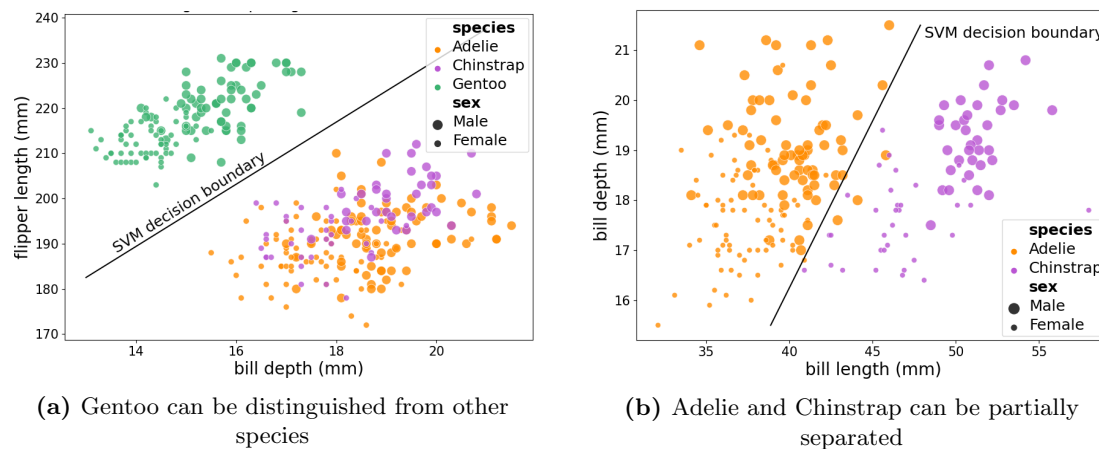 240
230
220
210
200
190
180
170
flipper length (mm)
14
16
18
20
bill depth (mm)
SVM decision boundary
species
Adelie
Chinstrap
Gentoo
sex
Male
Female
(a) Gentoo can be distinguished from other
species
21
20
19
18
17
16
bill depth (mm)
35
40
45
50
55
bill length (mm)
SVM decision boundary
species
Adelie
Chinstrap
sex
Male
Female
(b) Adelie and Chinstrap can be partially
separated